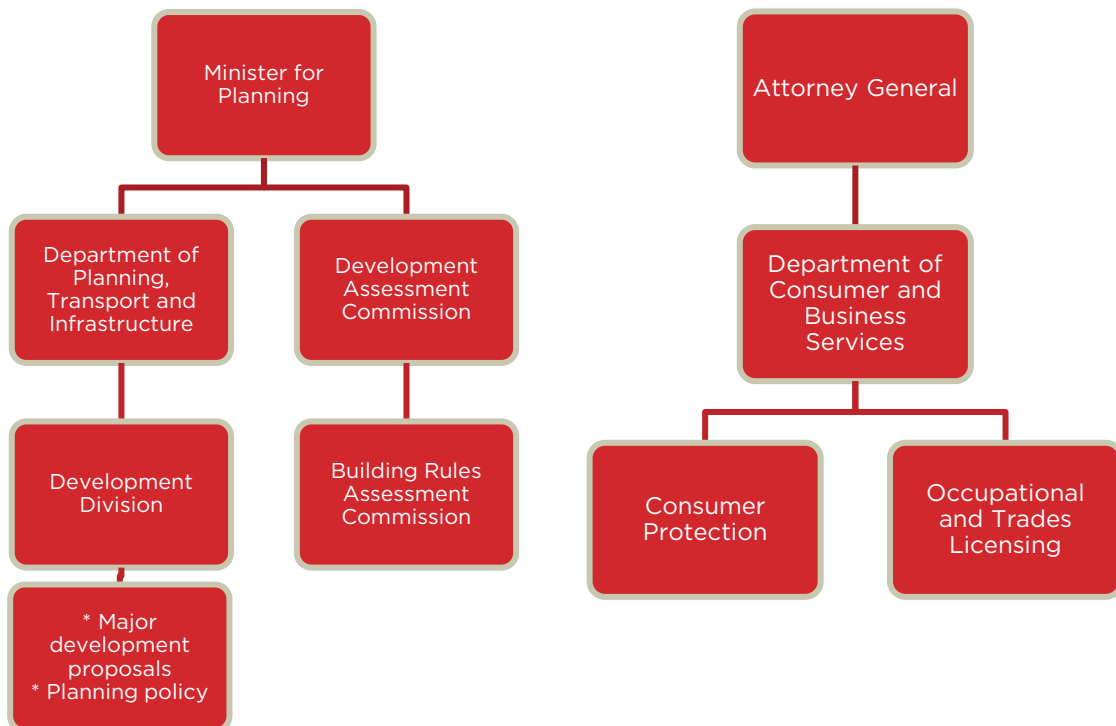 Minister for
Planning
Attorney General
Department of
Planning,
Transport and
Infrastructure
Development
Assessment
Commission
Department of
Consumer and
Business
Services
Development
Division
Building Rules
Assessment
Commission
Consumer
Protection
Occupational
and Trades
Licensing
* Major
development
proposals
* Planning policy